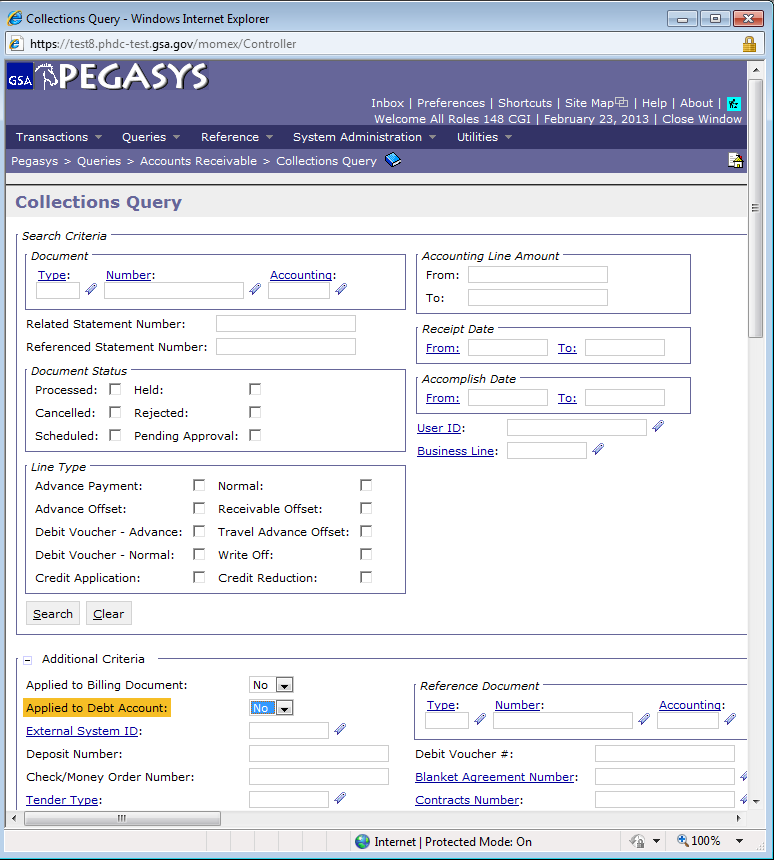 Collections Query - Windows Internet Explorer
https://test8.phdc-test.gsa.gov/momex/Controller
GSA PEGASYS
Inbox | Preferences | Shortcuts | Site Map | Help | About |
Welcome All Roles 148 CGI | February 23, 2013 | Close Window
Transactions Queries Reference System Administration Utilities
Pegasys > Queries > Accounts Receivable > Collections Query
Collections Query
Search Criteria
Document
Type: Number: Accounting:
Related Statement Number:
Referenced Statement Number:
Document Status
Processed: Held:
Cancelled: Rejected:
Scheduled: Pending Approval:
Line Type
Advance Payment: Normal:
Advance Offset: Receivable Offset:
Debit Voucher - Advance: Travel Advance Offset:
Debit Voucher - Normal: Write Off:
Credit Application: Credit Reduction:
Accounting Line Amount
From:
To:
Receipt Date
From: To:
Accomplish Date
From: To:
User ID:
Business Line:
Search Clear
Additional Criteria
Applied to Billing Document: No
Applied to Debt Account: No
External System ID:
Deposit Number:
Check/Money Order Number:
Tender Type:
Reference Document
Type: Number: Accounting:
Debit Voucher #:
Blanket Agreement Number:
Contracts Number:
Internet | Protected Mode: On
100%